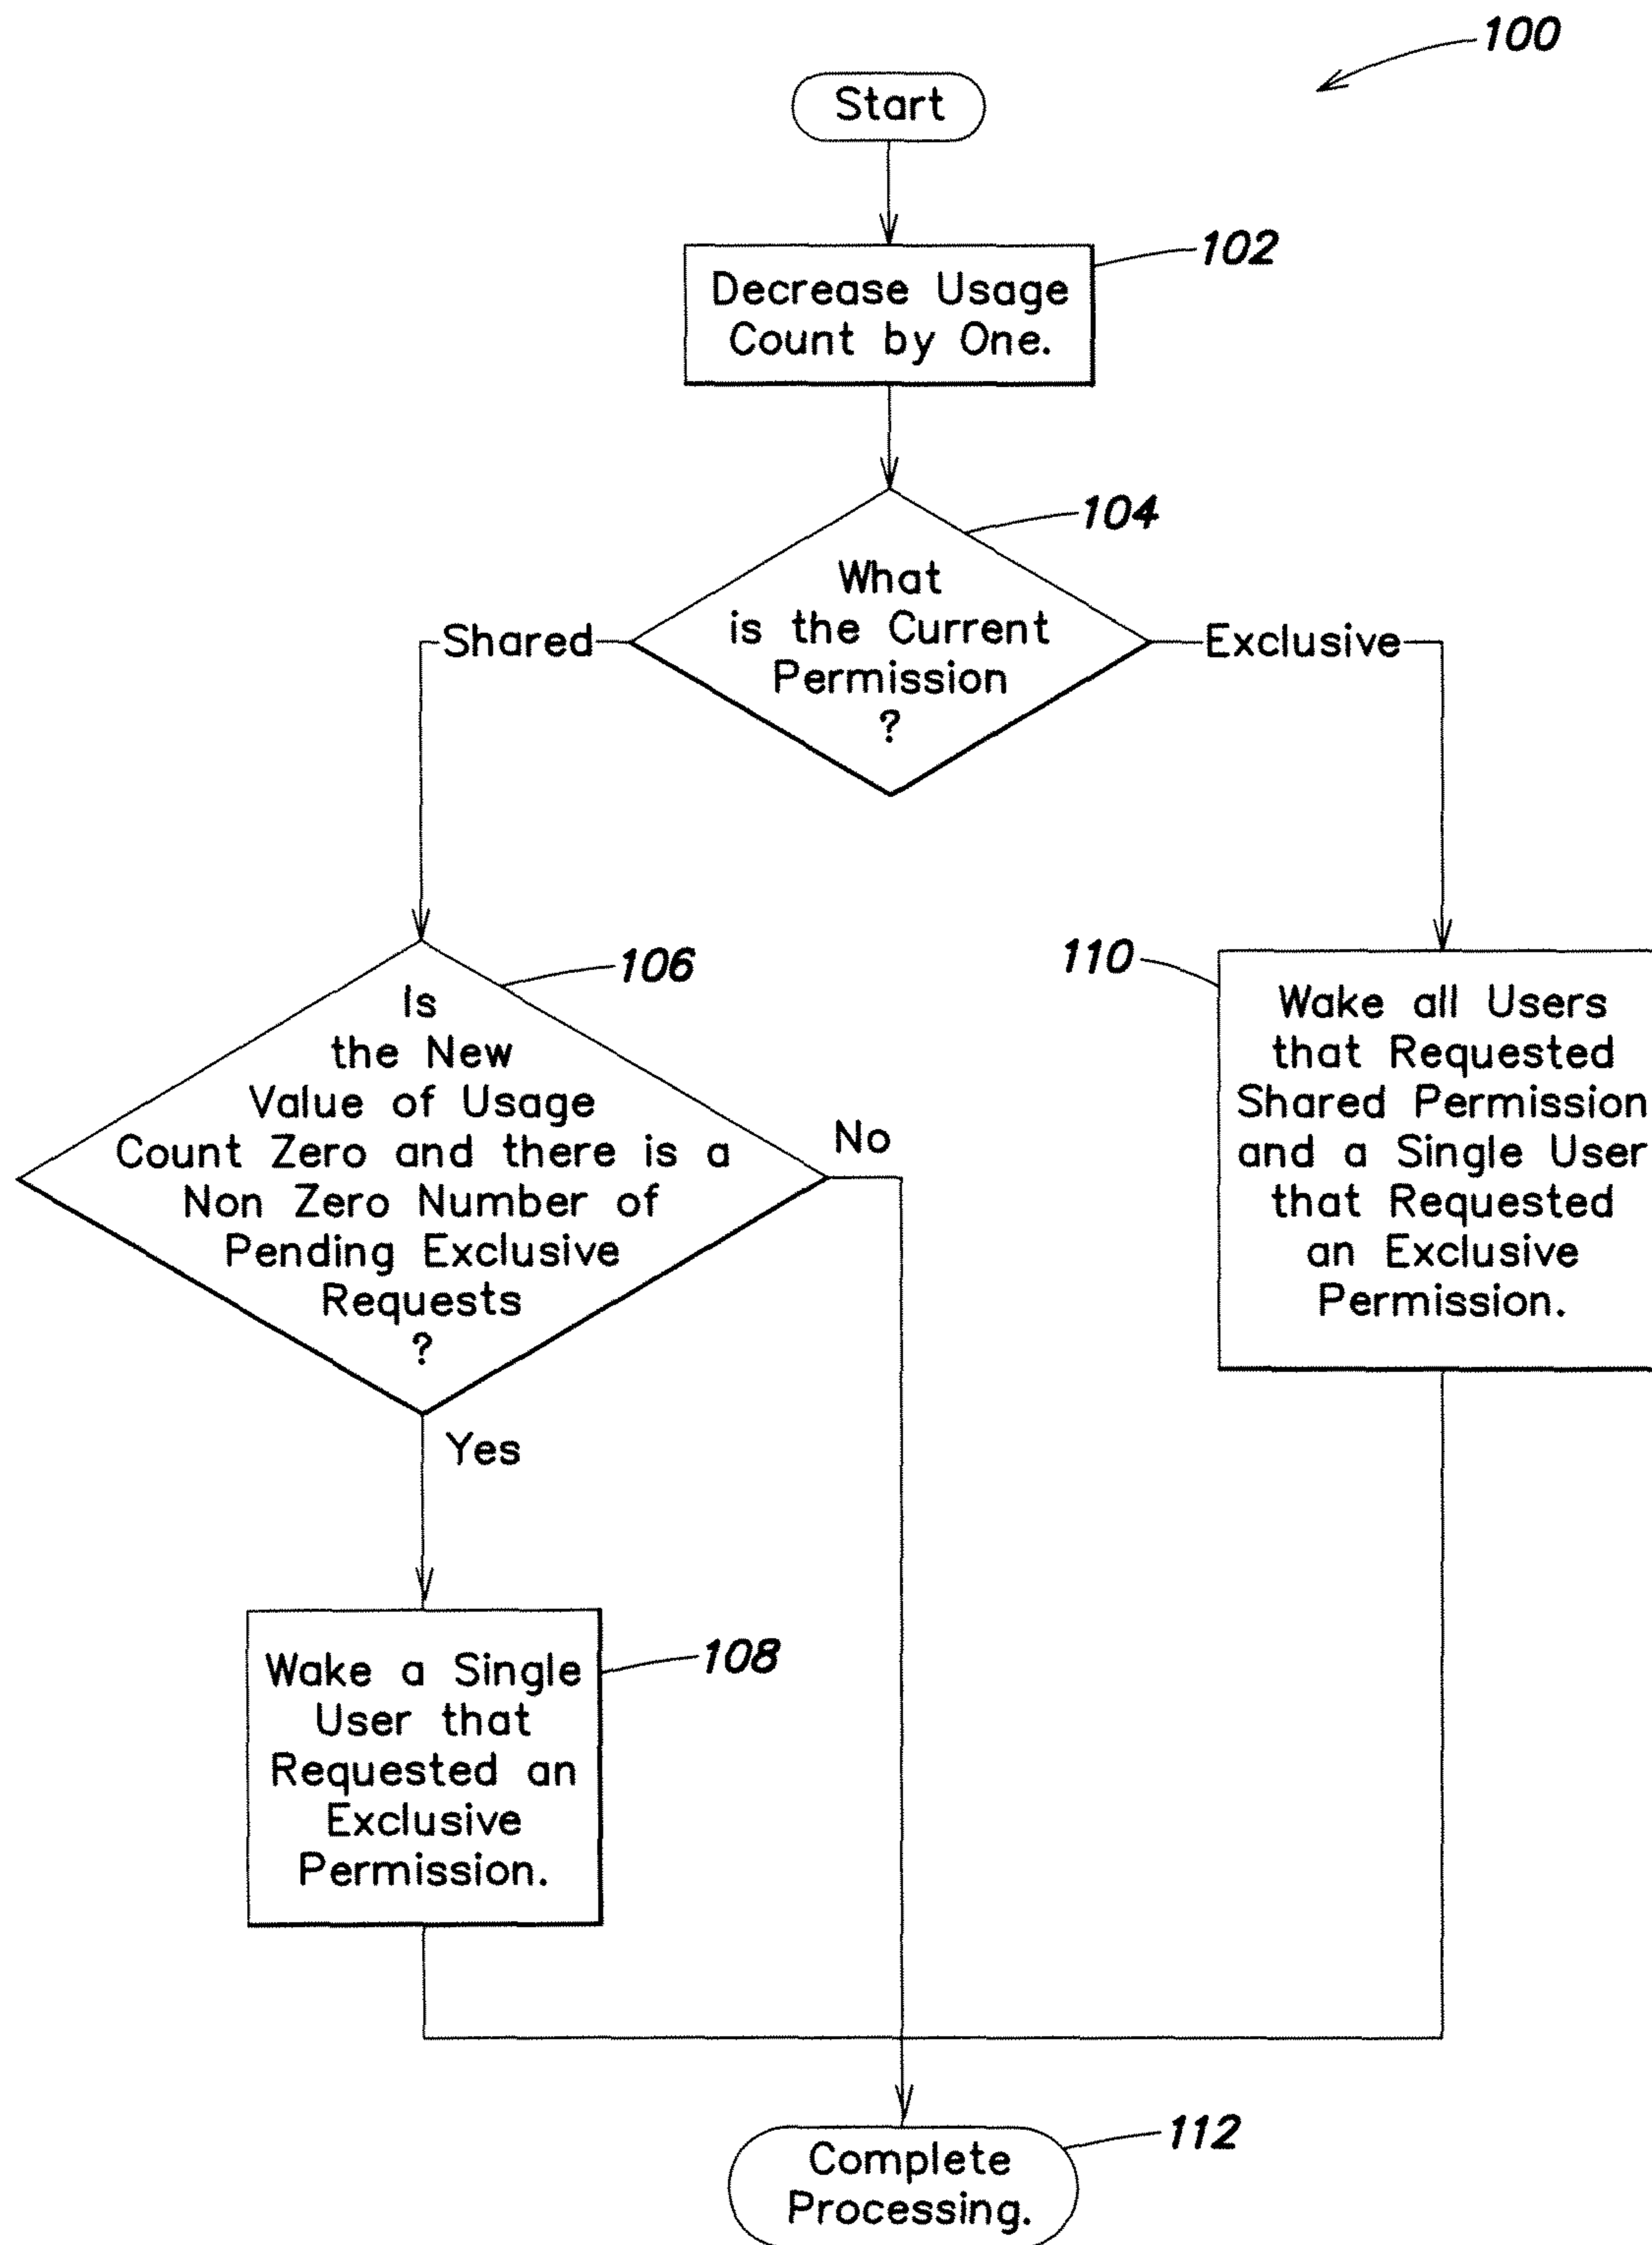 100
Start
102
Decrease Usage
Count by One.
104
What
is the Current
Permission
?
Shared
Exclusive
106
Is
the New
Value of Usage
Count Zero and there is a
Non Zero Number of
Pending Exclusive
Requests
?
No
Yes
110
Wake all Users
that Requested
Shared Permission
and a Single User
that Requested
an Exclusive
Permission.
108
Wake a Single
User that
Requested an
Exclusive
Permission.
112
Complete
Processing.